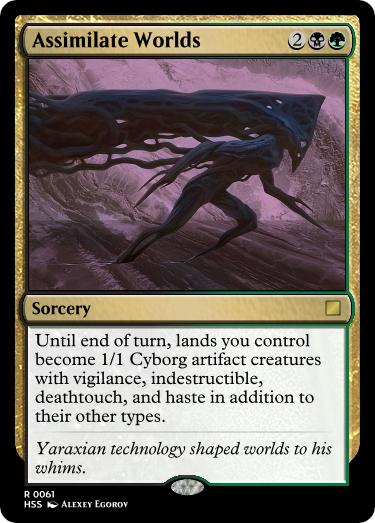 Assimilate Worlds 2
Sorcery
Until end of turn, lands you control
become 1/1 Cyborg artifact creatures
with vigilance, indestructible,
deathtouch, and haste in addition to
their other types.
Yaraxian technology shaped worlds to his
whims.
R 0061
HSS Alexey Egorov